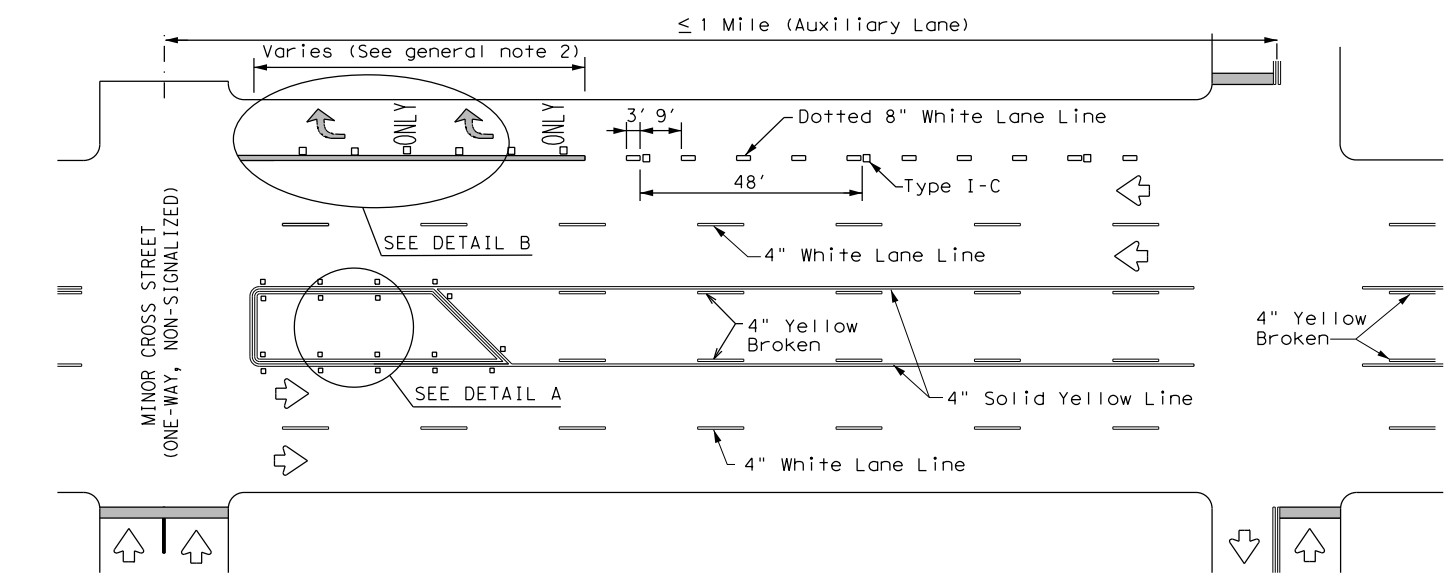 ≤ 1 Mile (Auxiliary Lane)
Varies (See general note 2)
ONLY
ONLY
3' 9'
Dotted 8" White Lane Line
48'
Type I-C
SEE DETAIL B
4" White Lane Line
MINOR CROSS STREET
(ONE-WAY, NON-SIGNALIZED)
4" Yellow
Broken
4" Yellow
Broken
SEE DETAIL A
4" Solid Yellow Line
4" White Lane Line